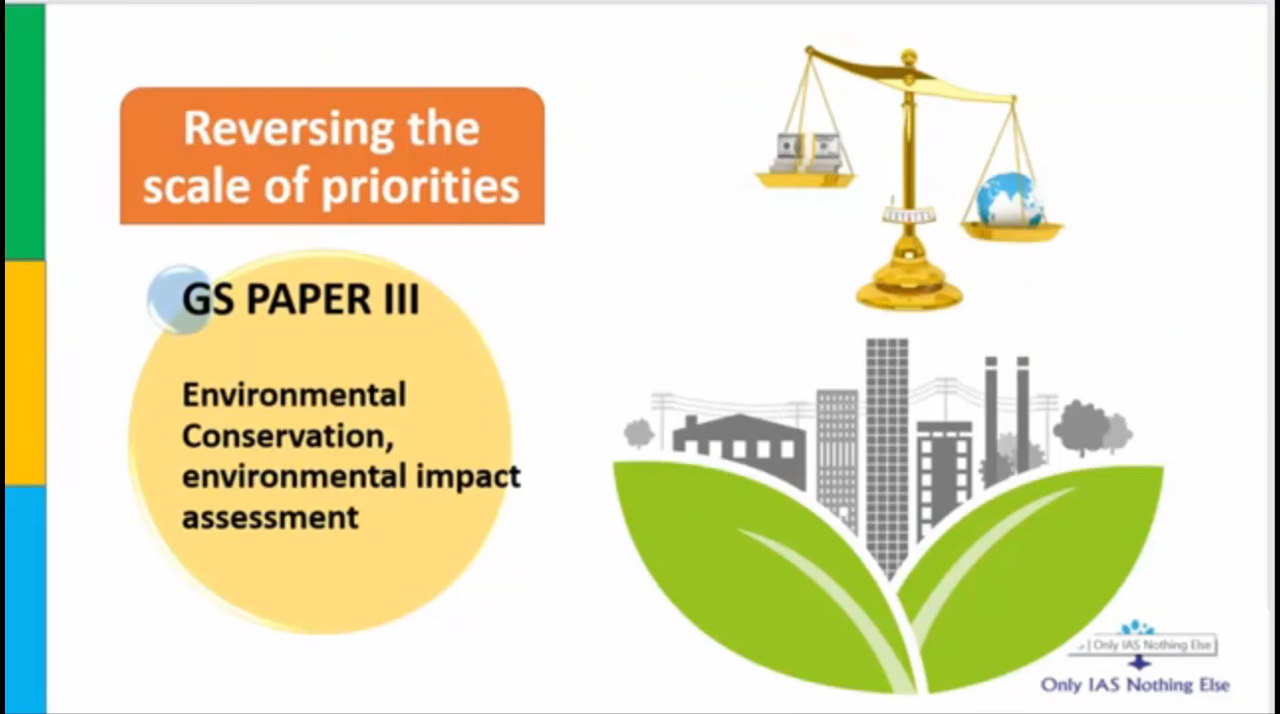 Reversing the
scale of priorities
GS PAPER III
Environmental
Conservation,
environmental impact
assessment
| Only IAS Nothing Else
Only IAS Nothing Else